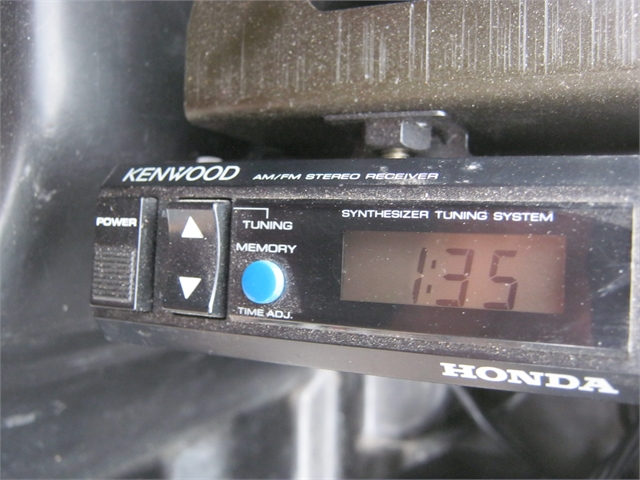 KENWOOD AM/FM STEREO RECEIVER
POWER
TUNING
MEMORY
TIME ADJ.
SYNTHESIZER TUNING SYSTEM
1:35
HONDA